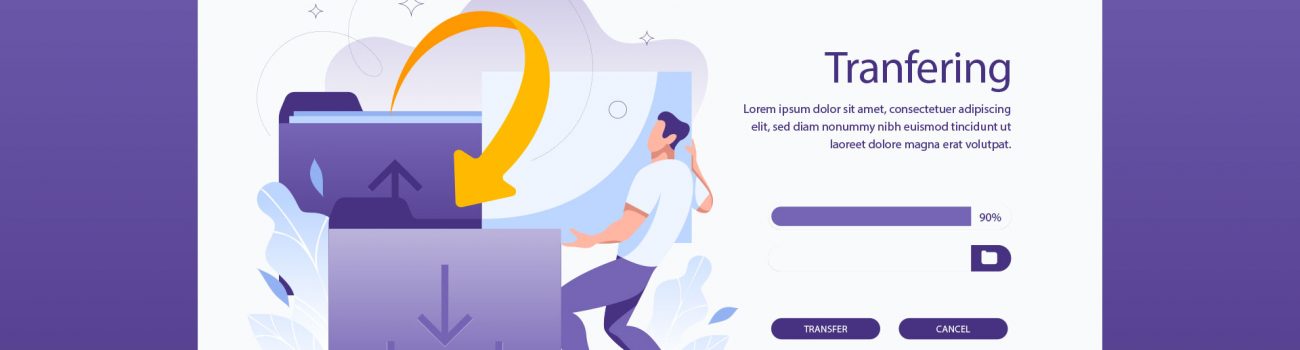 Tranfering
Lorem ipsum dolor sit amet, consectetuer adipiscing
elit, sed diam nonummy nibh euismod tincidunt ut
laoreet dolore magna erat volutpat.
90%
TRANSFER
CANCEL